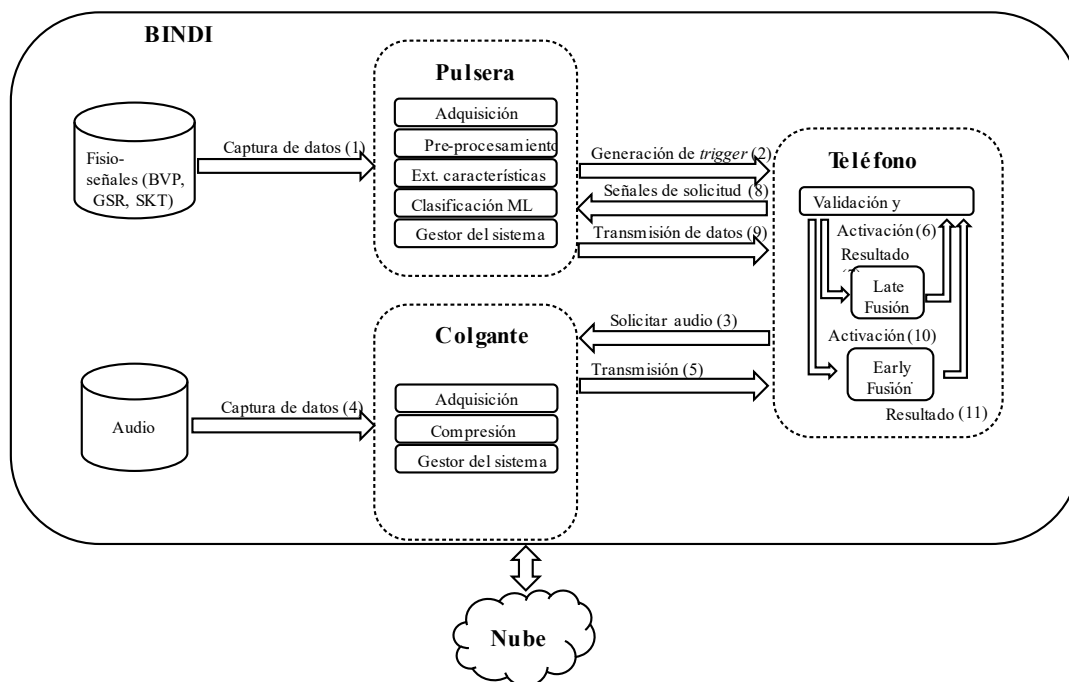 BINDI
Pulsera
Adquisición
Pre-procesamiento
Ext. características
Clasificación ML
Gestor del sistema
Fisio-
señales (BVP,
GSR, SKT)
Captura de datos (1)
Generación de trigger (2)
Señales de solicitud (8)
Transmisión de datos (9)
Teléfono
Validación y
Activación (6)
Resultado
Late
Fusión
Activación (10)
Early
Fusión
Resultado (11)
Solicitar audio (3)
Transmisión (5)
Colgante
Adquisición
Compresión
Gestor del sistema
Audio
Captura de datos (4)
Nube